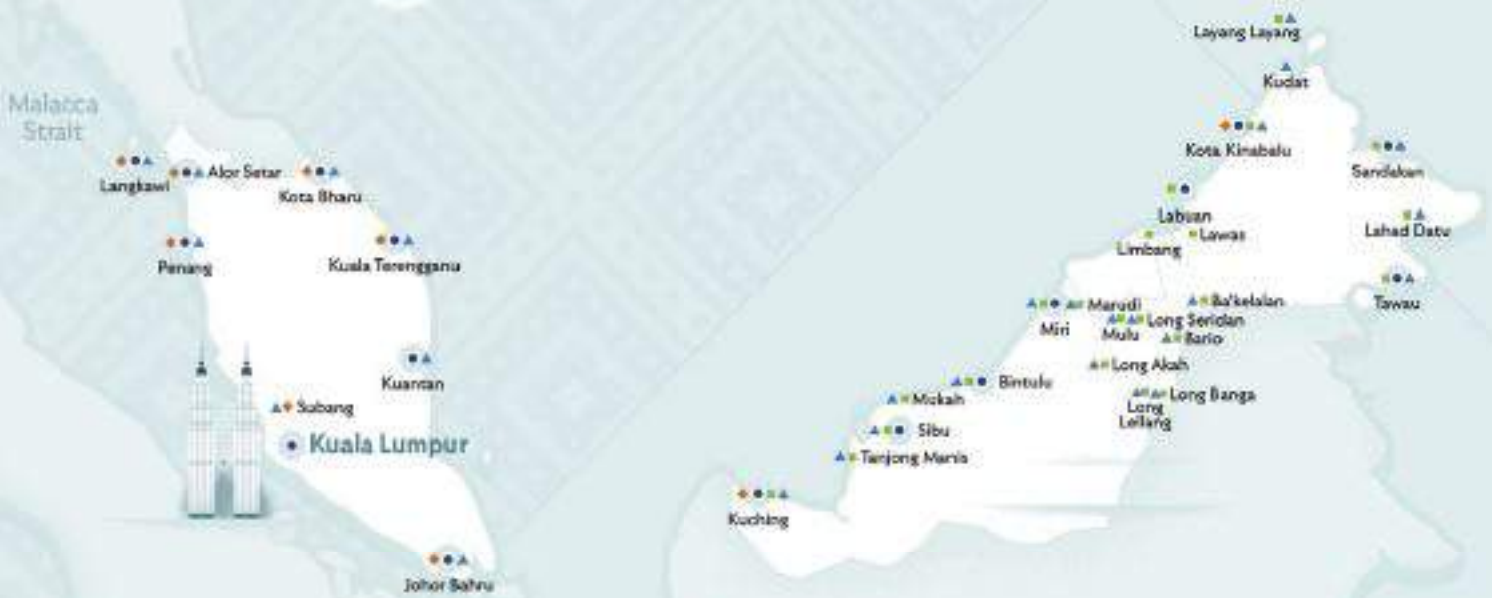 Layang Layang
Kudat
Malacca
Strait
Kota Kinabalu
Langkawi
Alor Setar
Kota Bharu
Sandakan
Labuan
Lahad Datu
Limbang
Lawas
Penang
Kuala Terengganu
Tawau
Miri
Marudi
Ba'kelalan
Mulu
Long Seridan
Bario
Long Akah
Kuantan
Bintulu
Mukah
Long Banga
Long
Lellang
Subang
Kuala Lumpur
Sibu
Tanjong Manis
Kuching
Johor Bahru